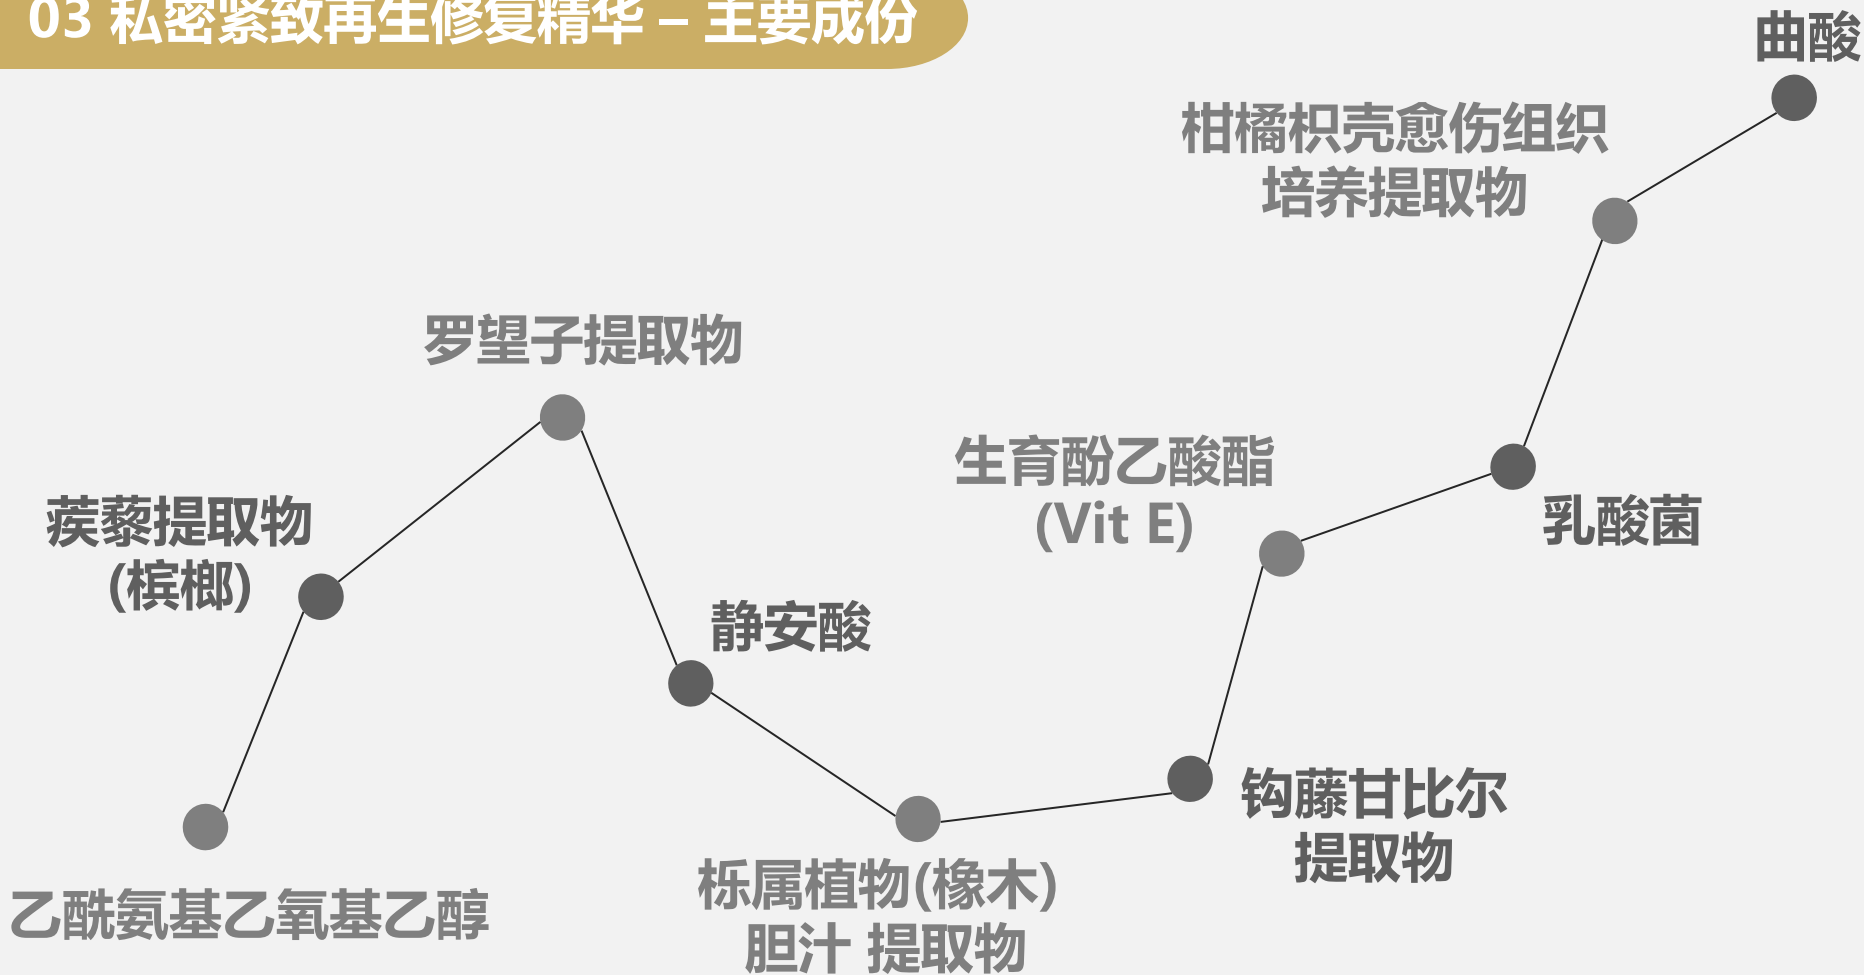 03 私密紧致再生修复精华 – 主要成份
曲酸
柑橘枳壳愈伤组织
培养提取物
罗望子提取物
生育酚乙酸酯
(Vit E)
乳酸菌
蒺藜提取物
(槟榔)
静安酸
钩藤甘比尔
提取物
栎属植物(橡木)
胆汁 提取物
乙酰氨基乙氧基乙醇